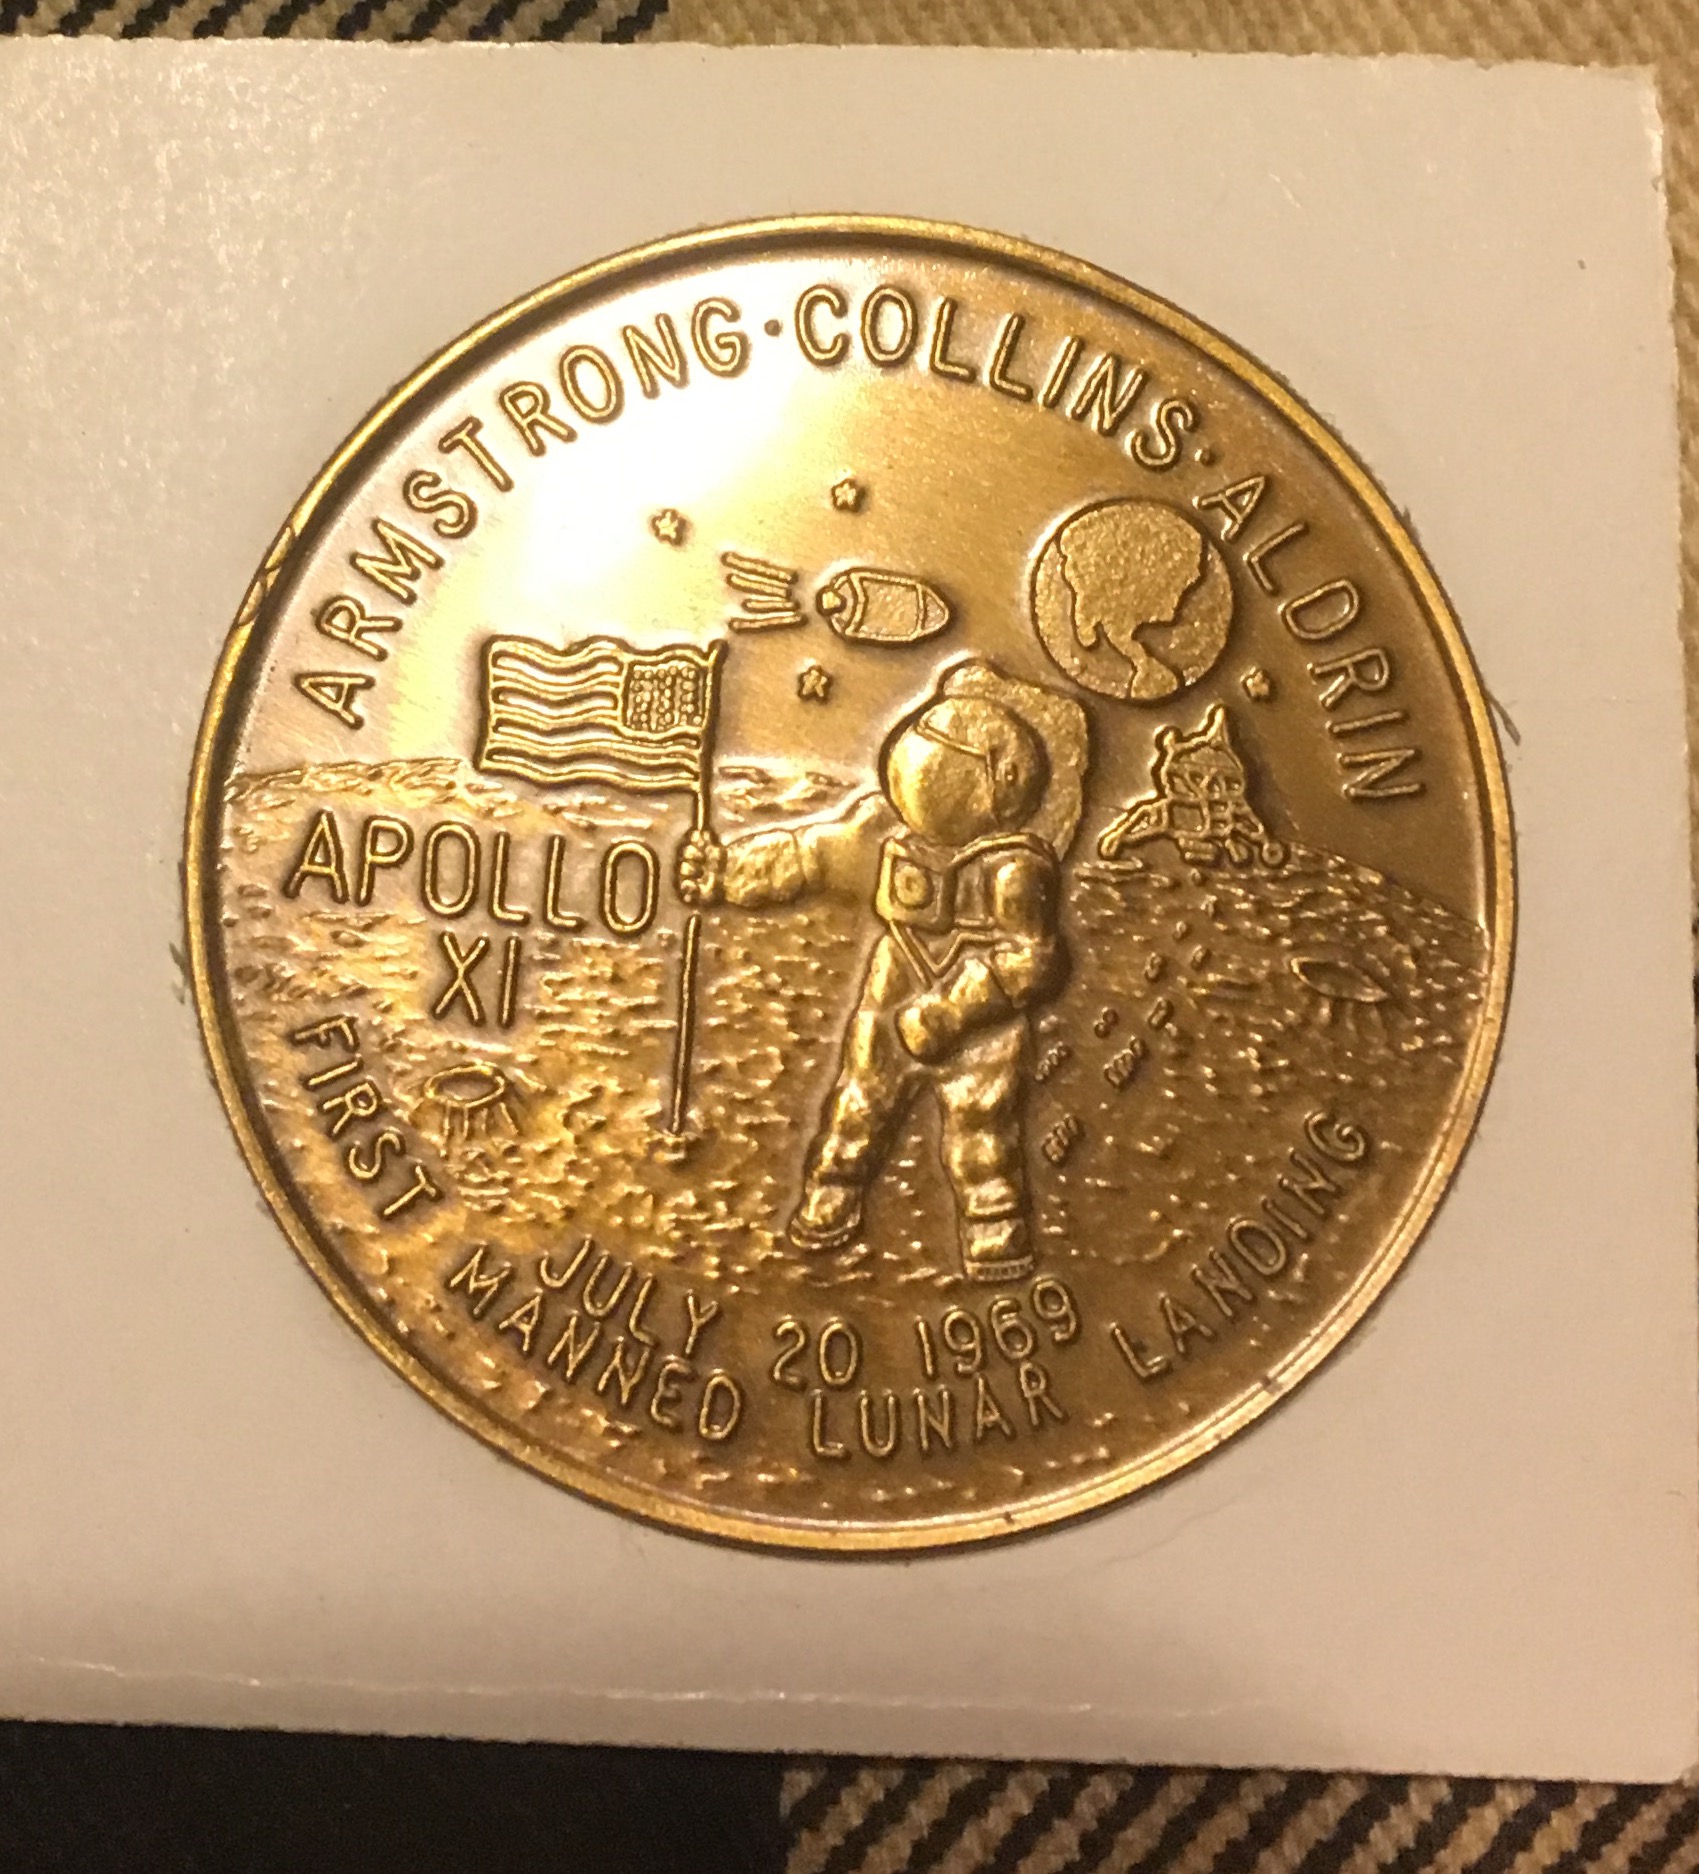 ARMSTRONG·COLLINS·ALDRIN
APOLLO
XI
JULY 20 1969
FIRST MANNED LUNAR LANDING